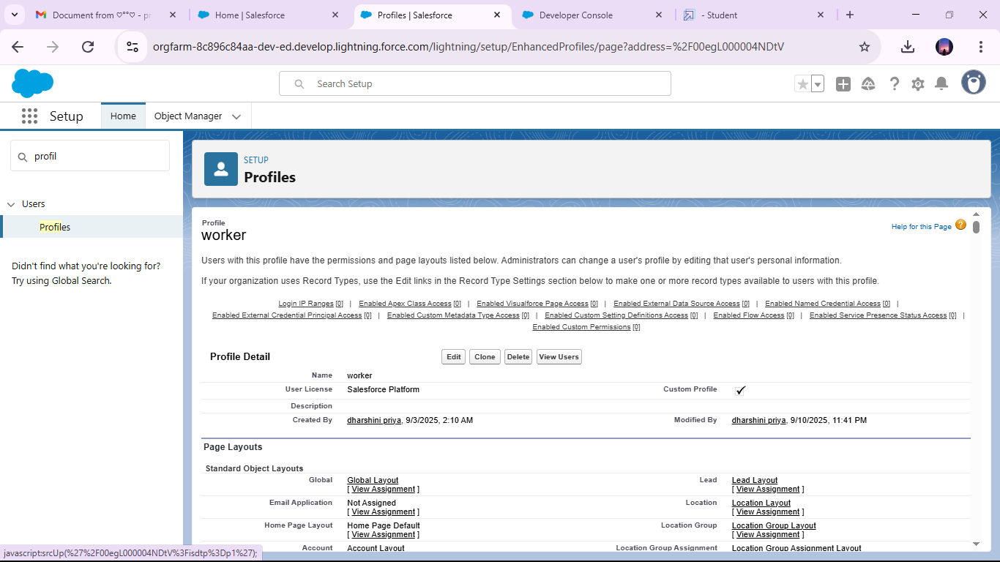 Document from ♡°°♡ - pr
Home | Salesforce
Profiles | Salesforce
Developer Console
- Student
orgfarm-8c896c84aa-dev-ed.develop.lightning.force.com/lightning/setup/EnhancedProfiles/page?address=%2F00egL000004NDtV
Search Setup
Setup
Home
Object Manager
profil
Users
Profiles
Didn't find what you're looking for?
Try using Global Search.
SETUP
Profiles
Profile
worker
Help for this Page ?
Users with this profile have the permissions and page layouts listed below. Administrators can change a user's profile by editing that user's personal information.
If your organization uses Record Types, use the Edit links in the Record Type Settings section below to make one or more record types available to users with this profile.
Login IP Ranges [0] | Enabled Apex Class Access [0] | Enabled Visualforce Page Access [0] | Enabled External Data Source Access [0] | Enabled Named Credential Access [0] |
Enabled External Credential Principal Access [0] | Enabled Custom Metadata Type Access [0] | Enabled Custom Setting Definitions Access [0] | Enabled Flow Access [0] | Enabled Service Presence Status Access [0] |
Enabled Custom Permissions [0]
Profile Detail
Edit Clone Delete View Users
Name worker
User License Salesforce Platform Custom Profile ✓
Description
Created By dharshini priya, 9/3/2025, 2:10 AM Modified By dharshini priya, 9/10/2025, 11:41 PM
Page Layouts
Standard Object Layouts
Global Global Layout Lead Lead Layout
[ View Assignment ] [ View Assignment ]
Email Application Not Assigned Location Location Layout
[ View Assignment ] [ View Assignment ]
Home Page Layout Home Page Default Location Group Location Group Layout
[ View Assignment ] [ View Assignment ]
Account Account Layout Location Group Assignment Location Group Assignment Layout
javascript:srcUp(%27%2F00egL000004NDtV%3Fisdtp%3Dp1%27);